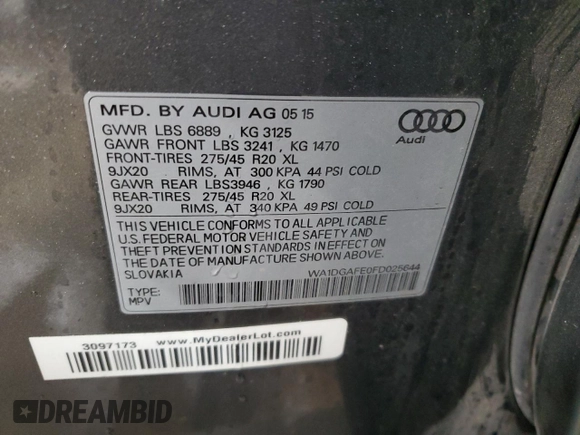 MFD. BY AUDI AG 05 15
GVWR LBS 6889 , KG 3125
GAWR FRONT LBS 3241 , KG 1470
FRONT-TIRES 275/45 R20 XL
9JX20 RIMS, AT 300 KPA 44 PSI COLD
GAWR REAR LBS3946 , KG 1790
REAR-TIRES 275/45 R20 XL
9JX20 RIMS, AT 340 KPA 49 PSI COLD
Audi
THIS VEHICLE CONFORMS TO ALL APPLICABLE
U.S. FEDERAL MOTOR VEHICLE SAFETY AND
THEFT PREVENTION STANDARDS IN EFFECT ON THE
DATE OF MANUFACTURE SHOWN ABOVE.
SLOVAKIA
WA1DGAFE0FD025644
TYPE:
MPV
3097173
www.MyDealerLot.com
DREAMBID